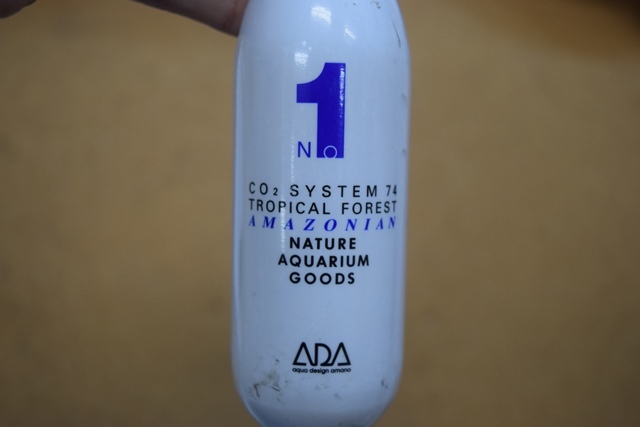 No.1
CO₂ SYSTEM 74
TROPICAL FOREST
AMAZONIAN
NATURE
AQUARIUM
GOODS
ADA
aqua design amano